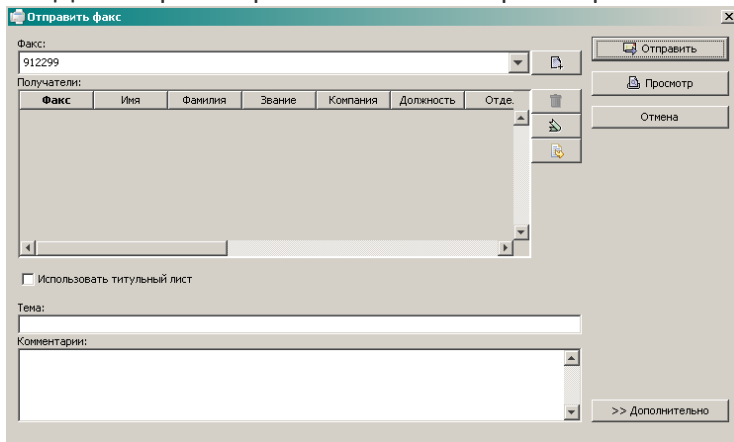 Отправить факс
Факс:
912299
Получатели:
Факс Имя Фамилия Звание Компания Должность Отде.
Использовать титульный лист
Тема:
Комментарии:
Отправить
Просмотр
Отмена
>> Дополнительно